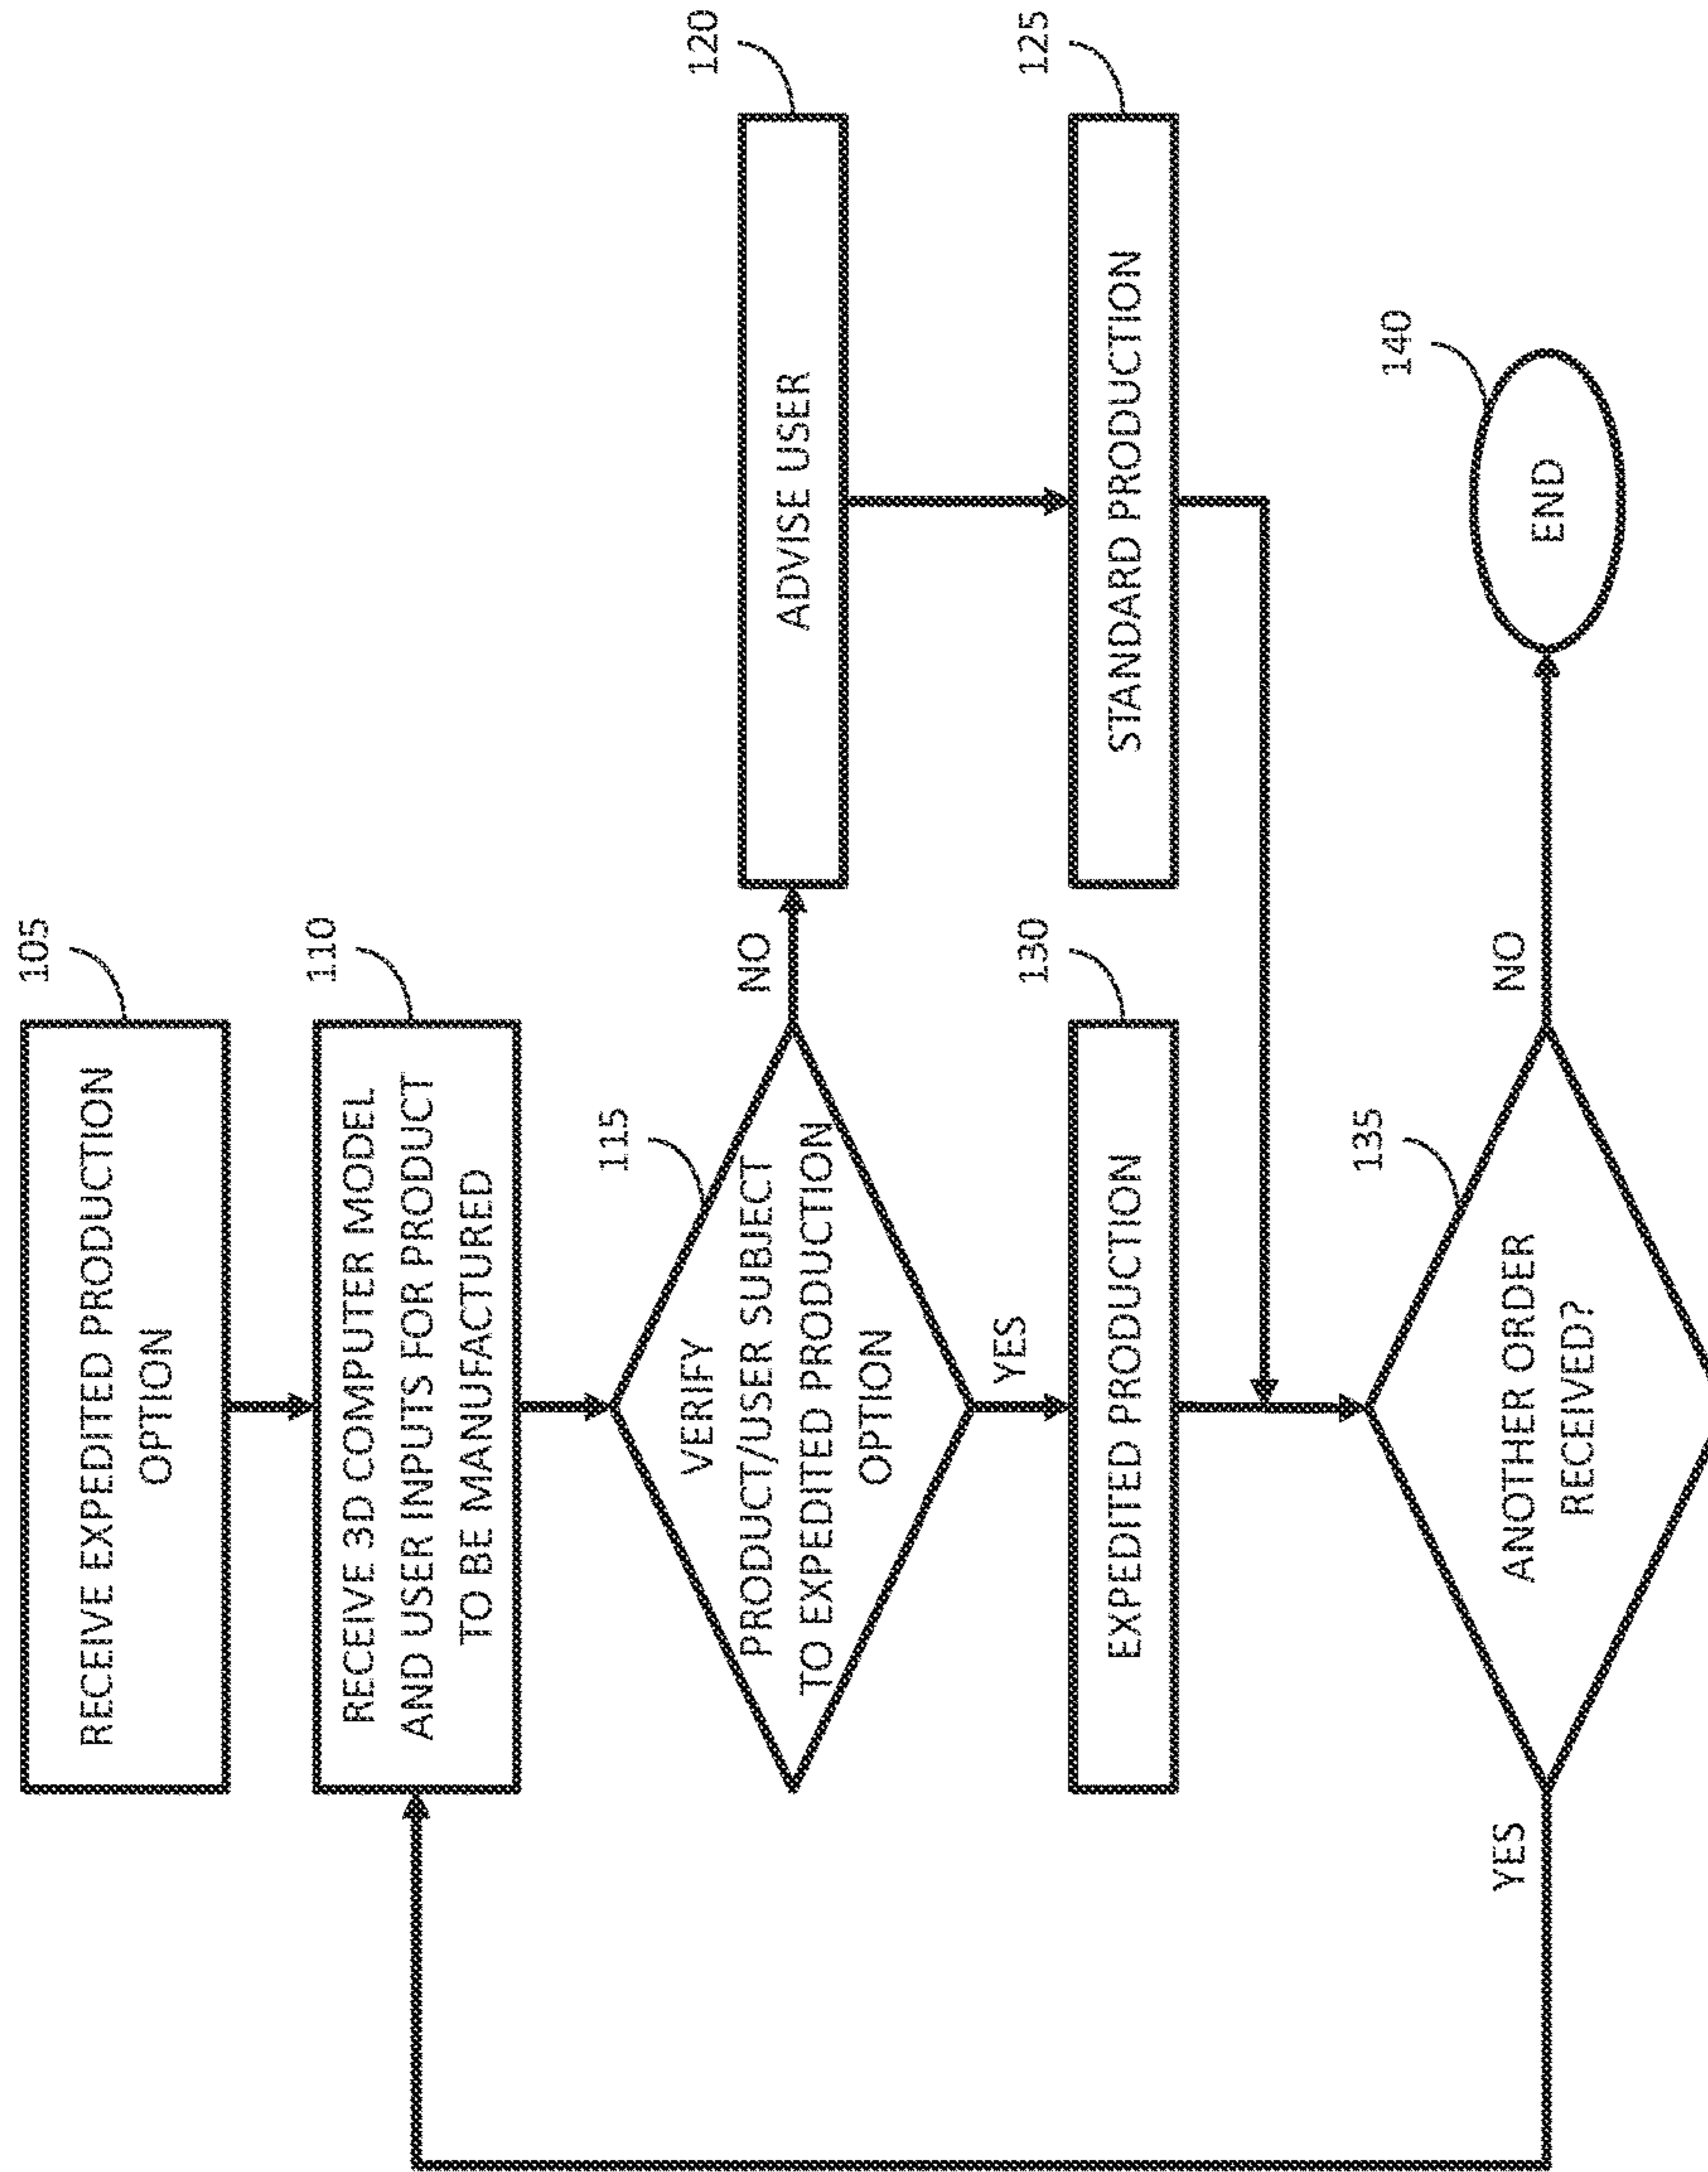 105
RECEIVE EXPEDITED PRODUCTION
OPTION
110
RECEIVE 3D COMPUTER MODEL
AND USER INPUTS FOR PRODUCT
TO BE MANUFACTURED
115
VERIFY
PRODUCT/USER SUBJECT
TO EXPEDITED PRODUCTION
OPTION
NO
120
ADVISE USER
YES
130
EXPEDITED PRODUCTION
125
STANDARD PRODUCTION
135
ANOTHER ORDER
RECEIVED?
YES
NO
140
END